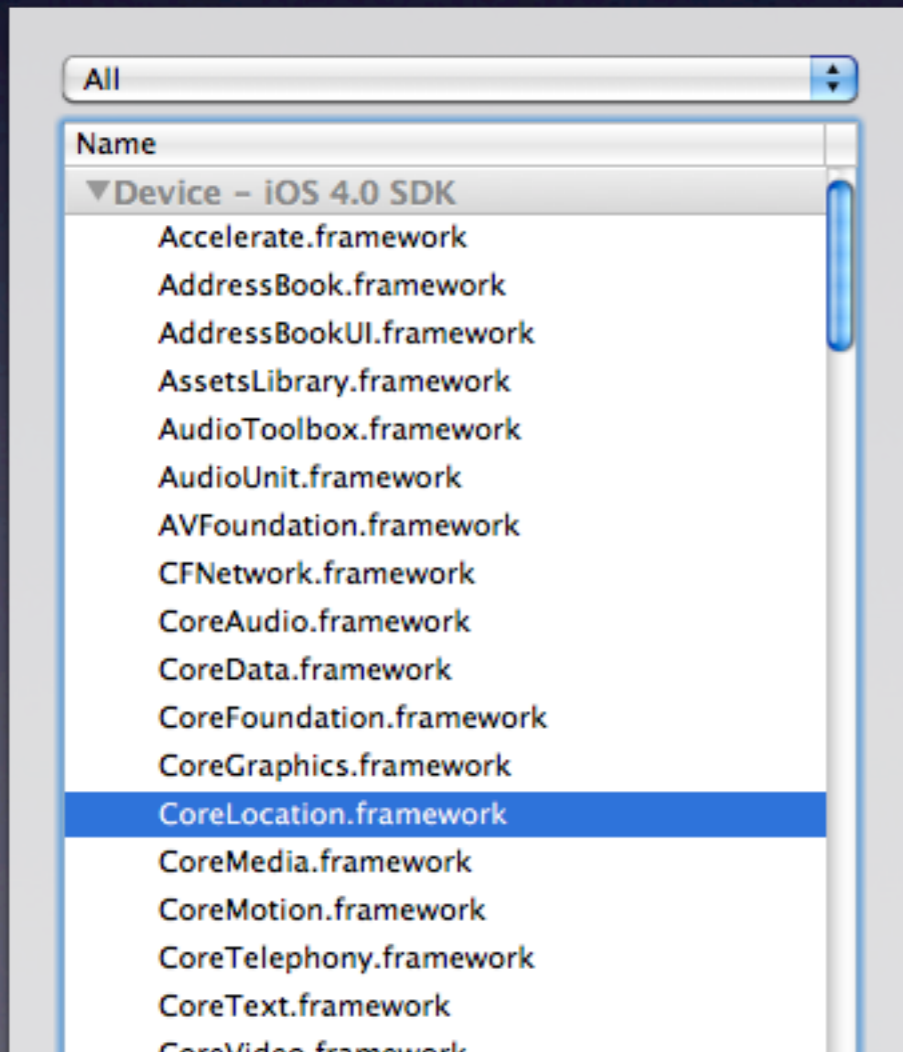 All
Name
Device – iOS 4.0 SDK
Accelerate.framework
AddressBook.framework
AddressBookUI.framework
AssetsLibrary.framework
AudioToolbox.framework
AudioUnit.framework
AVFoundation.framework
CFNetwork.framework
CoreAudio.framework
CoreData.framework
CoreFoundation.framework
CoreGraphics.framework
CoreLocation.framework
CoreMedia.framework
CoreMotion.framework
CoreTelephony.framework
CoreText.framework
CoreVideo.framework